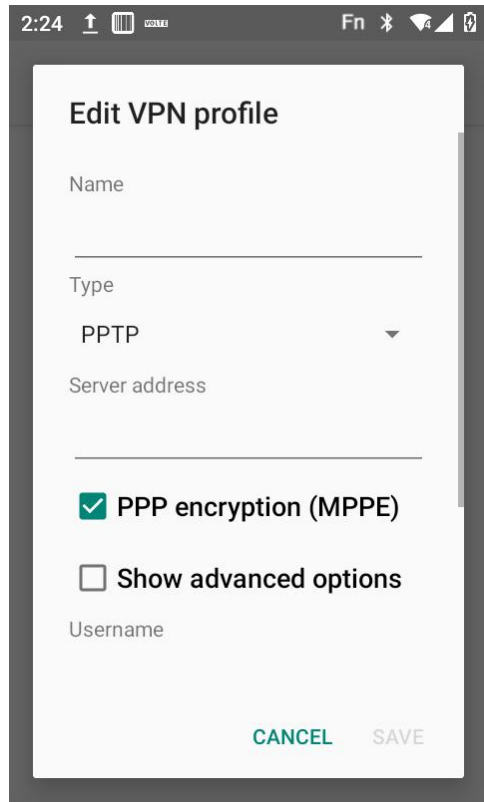 2:24 VOLTE Fn
Edit VPN profile
Name
Type
PPTP
Server address
PPP encryption (MPPE)
Show advanced options
Username
CANCEL SAVE